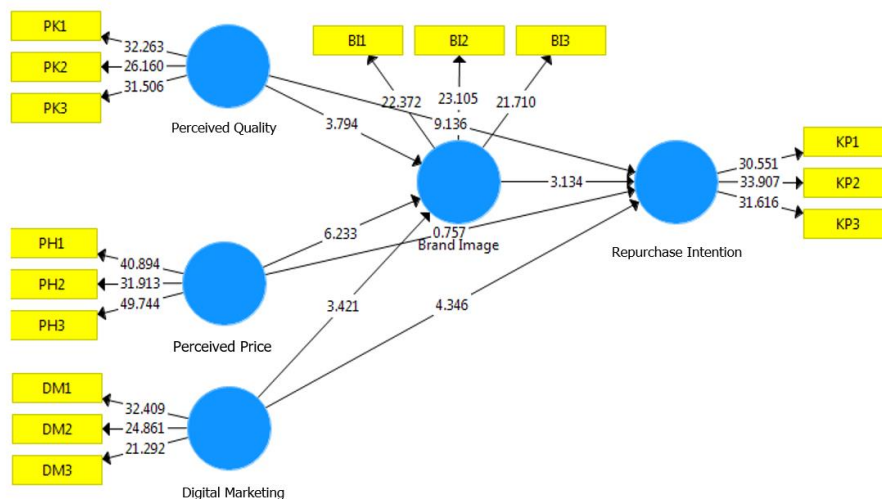 PK1
PK2
PK3
32.263
26.160
31.506
Perceived Quality
BI1
BI2
BI3
22.372
23.105
21.710
3.794
9.136
Brand Image
3.134
KP1
KP2
KP3
30.551
33.907
31.616
Repurchase Intention
PH1
PH2
PH3
40.894
31.913
49.744
Perceived Price
6.233
0.757
3.421
4.346
DM1
DM2
DM3
32.409
24.861
21.292
Digital Marketing